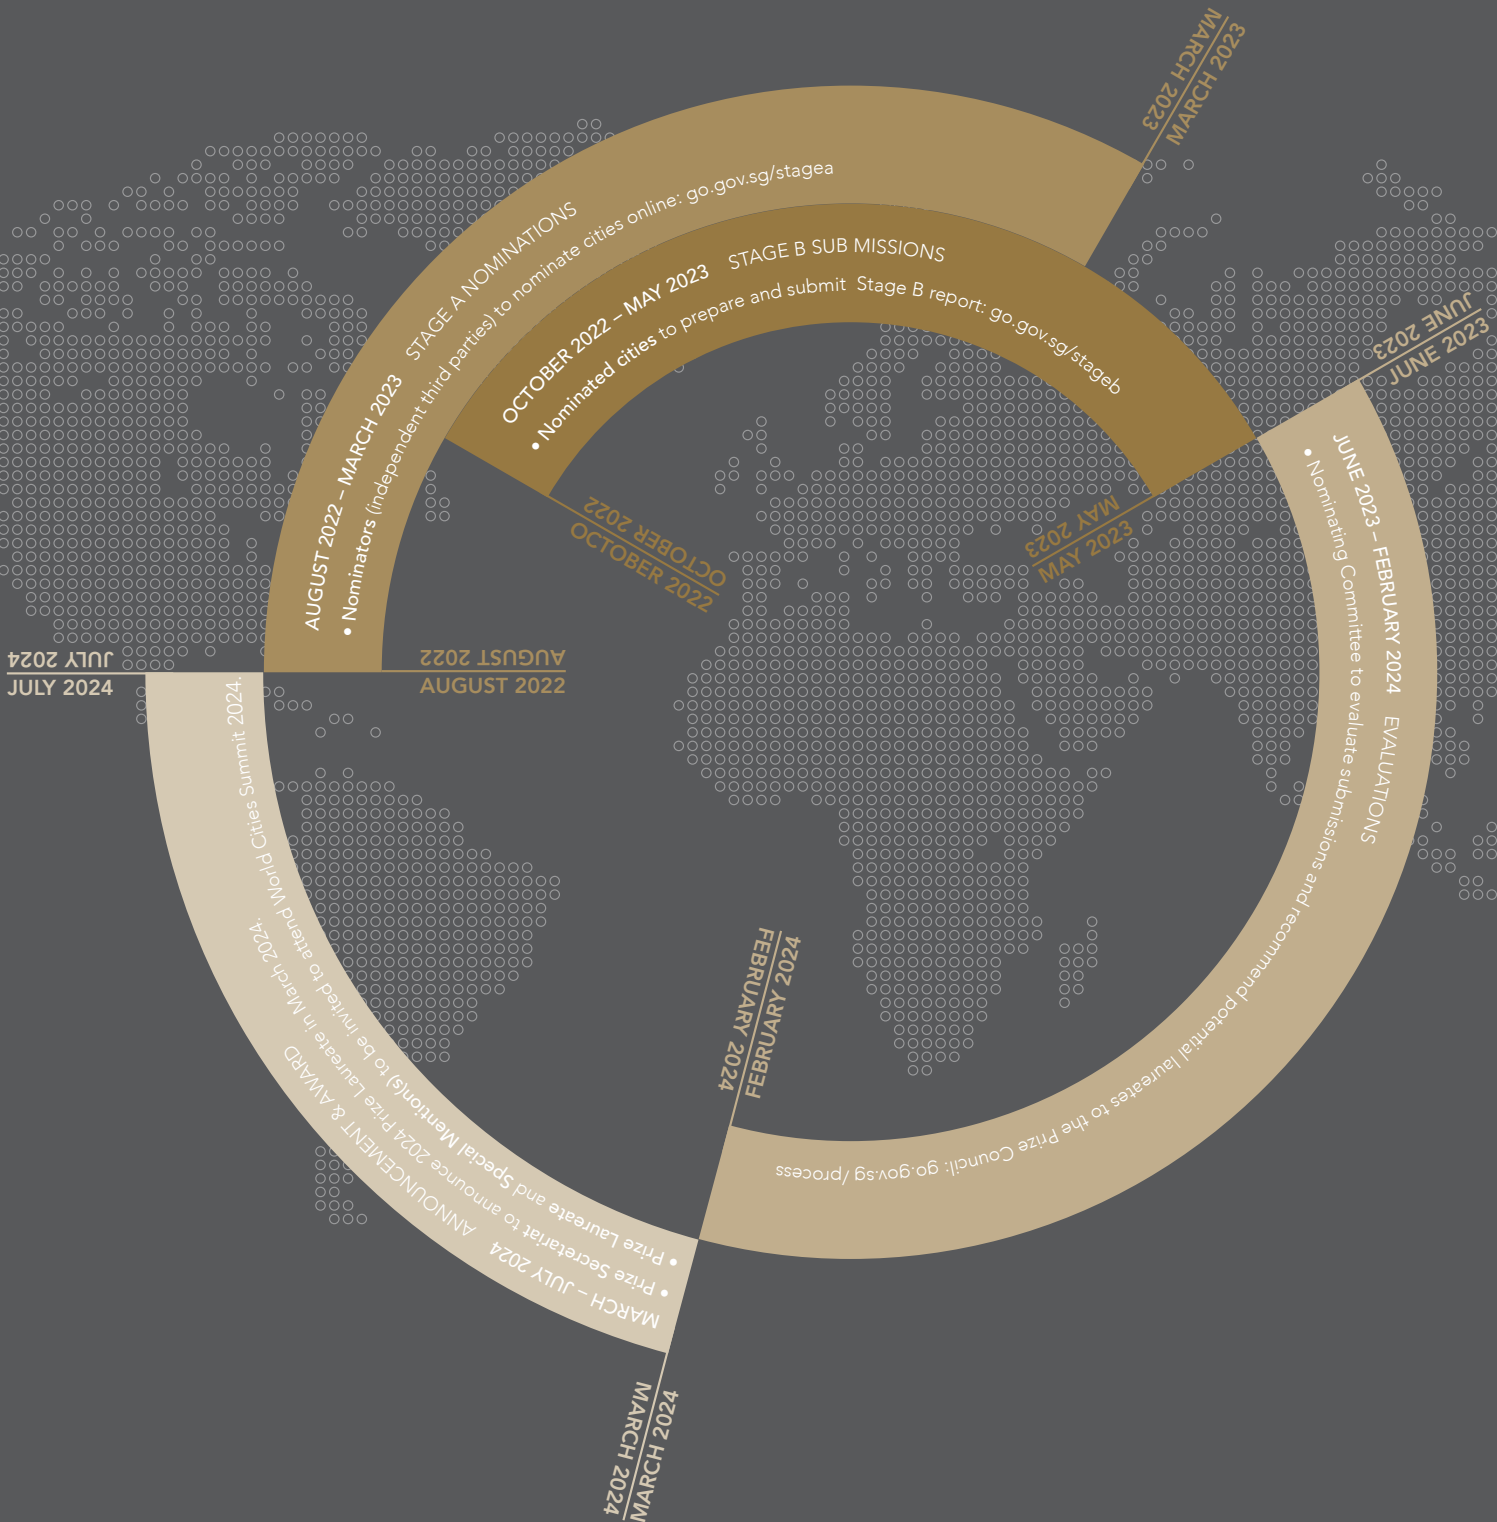 MARCH 2023
MARCH 2023
AUGUST 2022 – MARCH 2023 STAGE A NOMINATIONS
• Nominators (independent third parties) to nominate cities online: go.gov.sg/stagea
OCTOBER 2022 – MAY 2023 STAGE B SUB MISSIONS
• Nominated cities to prepare and submit Stage B report: go.gov.sg/stageb
JUNE 2023
JUNE 2023
OCTOBER 2022
OCTOBER 2022
MAY 2023
MAY 2023
JUNE 2023 – FEBRUARY 2024 EVALUATIONS
• Nominating Committee to evaluate submissions and recommend potential laureates to the Prize Council: go.gov.sg /process
JULY 2024
JULY 2024
AUGUST 2022
AUGUST 2022
FEBRUARY 2024
FEBRUARY 2024
MARCH – JULY 2024 ANNOUNCEMENT & AWARD
• Prize Secretariat to announce 2024 Prize Laureate in March 2024.
• Prize Laureate and Special Mention(s) to be invited to attend World Cities Summit 2024.
MARCH 2024
MARCH 2024